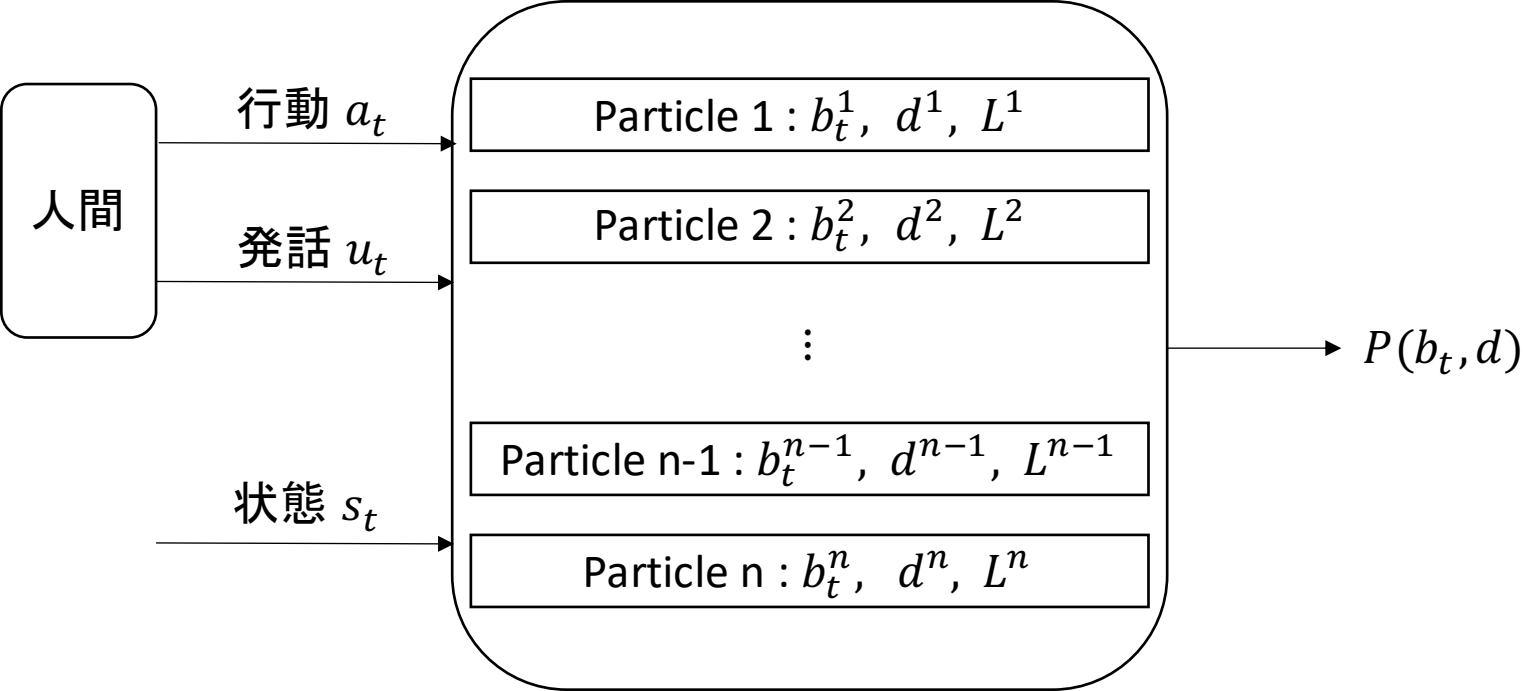 人間
行動 $a_t$
発話 $u_t$
状態 $s_t$
Particle 1 : $b_t^1$, $d^1$, $L^1$
Particle 2 : $b_t^2$, $d^2$, $L^2$
⋮
Particle n-1 : $b_t^{n-1}$, $d^{n-1}$, $L^{n-1}$
Particle n : $b_t^n$, $d^n$, $L^n$
$P(b_t, d)$